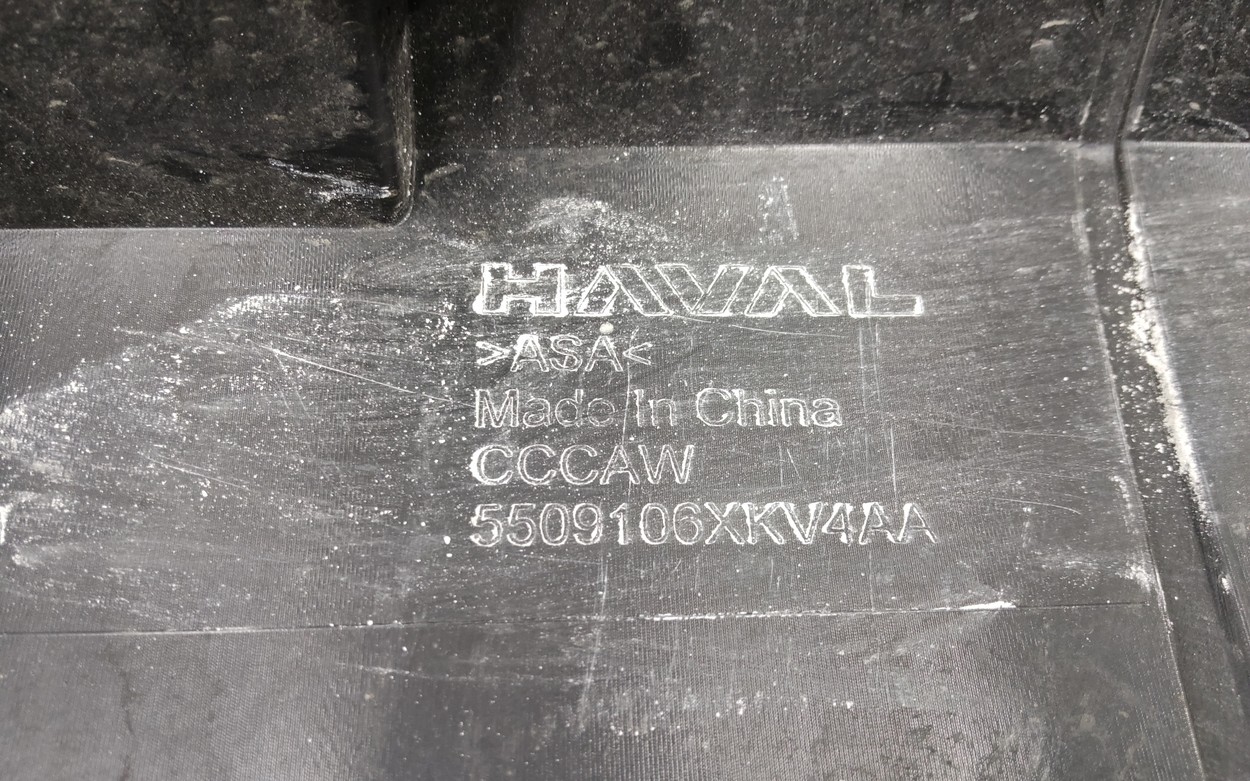 HAVAL
>ASA<
Made In China
CCCAW
5509106XKV4AA